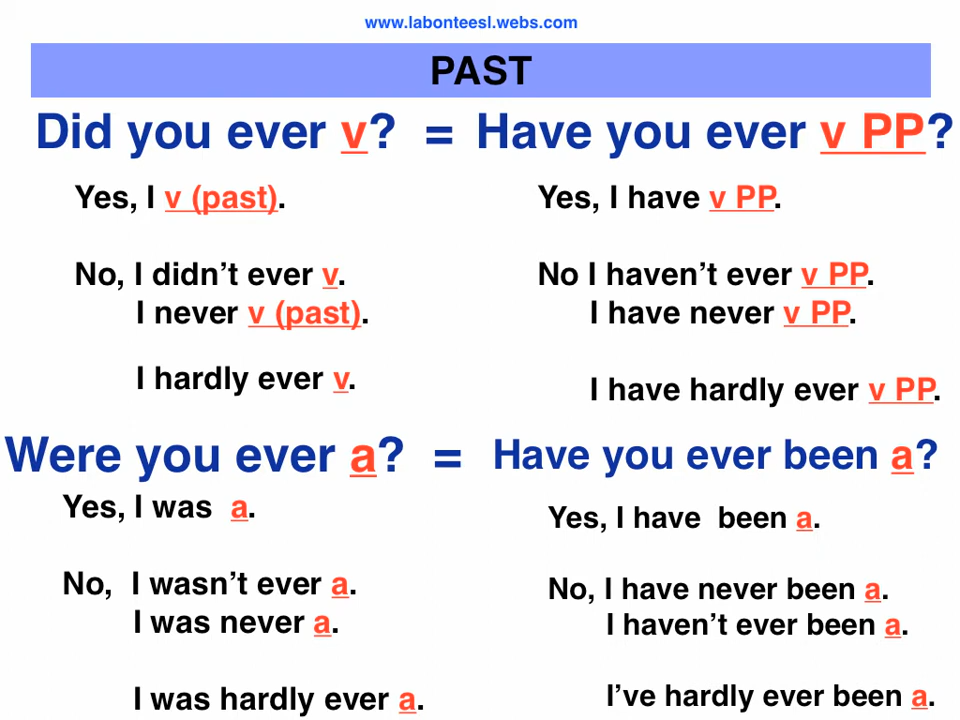 www.labonteesl.webs.com
PAST
Did you ever v? = Have you ever v PP?
Yes, I v (past).
Yes, I have v PP.
No, I didn't ever v.
I never v (past).
I hardly ever v.
No I haven't ever v PP.
I have never v PP.
I have hardly ever v PP.
Were you ever a? = Have you ever been a?
Yes, I was a.
Yes, I have been a.
No, I wasn't ever a.
I was never a.
I was hardly ever a.
No, I have never been a.
I haven't ever been a.
I've hardly ever been a.